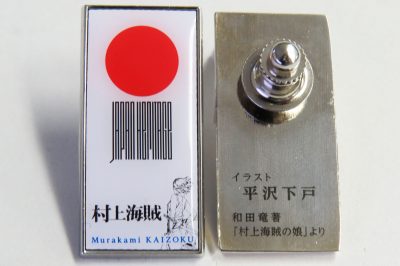 JAPAN HERITAGE
村上海賊
Murakami KAIZOKU
イラスト
平沢下戸
和田竜著
「村上海賊の娘」より